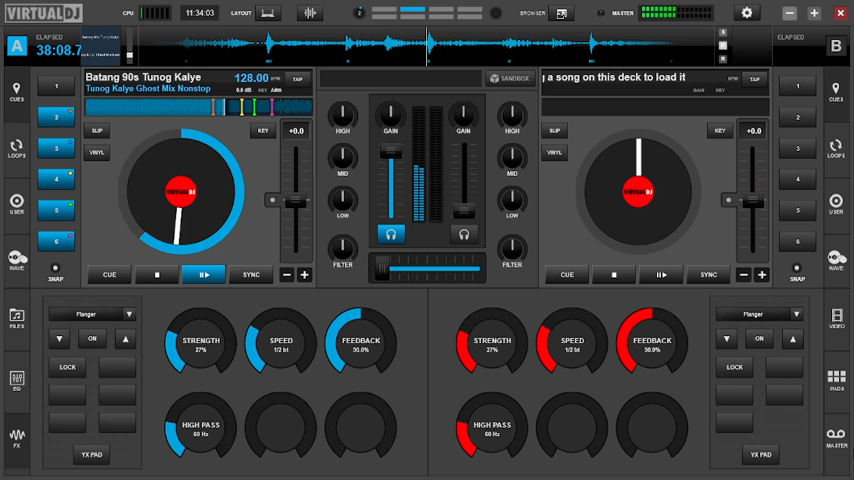 VIRTUAL DJ CPU 11:34:03 LAYOUT 2 BROWSER MASTER
A ELAPSED 38:08.7 ELAPSED B
Batang 90s Tunog Kalye 128.00 BPM TAP
Tunog Kalye Ghost Mix Nonstop 0.0 dB KEY A#m
SANDBOX
g a song on this deck to load it BPM TAP
GAIN KEY
CUES 1 2 3 4 5 6
LOOPS
USER
WAVE
SNAP
SLIP KEY +0.0
VINYL
VIRTUAL DJ
CUE SYNC
HIGH GAIN GAIN HIGH
MID MID
LOW LOW
FILTER FILTER
SLIP KEY +0.0
VINYL
VIRTUAL DJ
CUE SYNC
1 2 3 4 5 6
CUES
LOOPS
USER
WAVE
SNAP
FILES
EQ
FX
Flanger
ON
LOCK
YX PAD
STRENGTH 27%
SPEED 1/2 bt
FEEDBACK 50.0%
HIGH PASS 60 Hz
STRENGTH 27%
SPEED 1/2 bt
FEEDBACK 50.0%
HIGH PASS 60 Hz
Flanger
ON
LOCK
YX PAD
VIDEO
PADS
MASTER